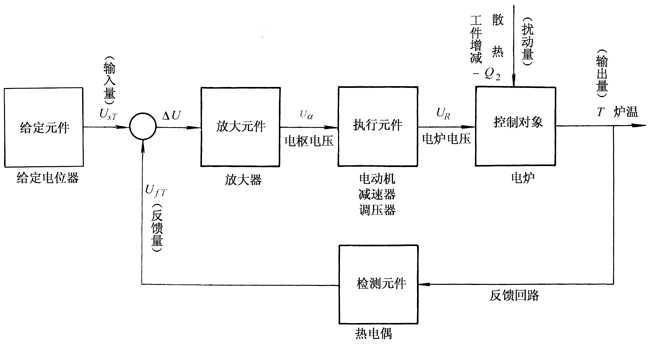 给定元件
给定电位器
(输入量)
UsT
ΔU
UfT
(反馈量)
放大元件
放大器
Ua
电枢电压
执行元件
电动机
减速器
调压器
UR
电炉电压
散热
工件增减
-Q2
(扰动量)
控制对象
电炉
(输出量)
T 炉温
检测元件
热电偶
反馈回路